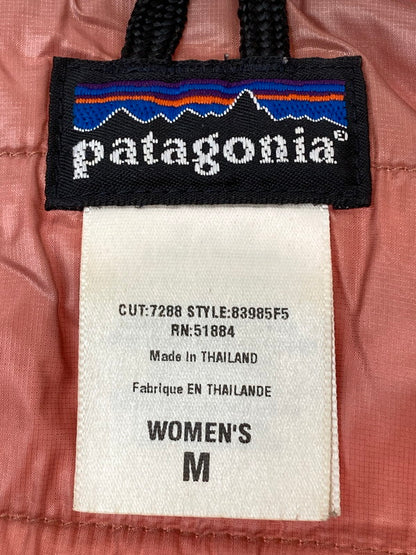 patagonia®
CUT:7288 STYLE:83985F5
RN:51884
Made In THAILAND
Fabrique EN THAILANDE
WOMEN'S
M